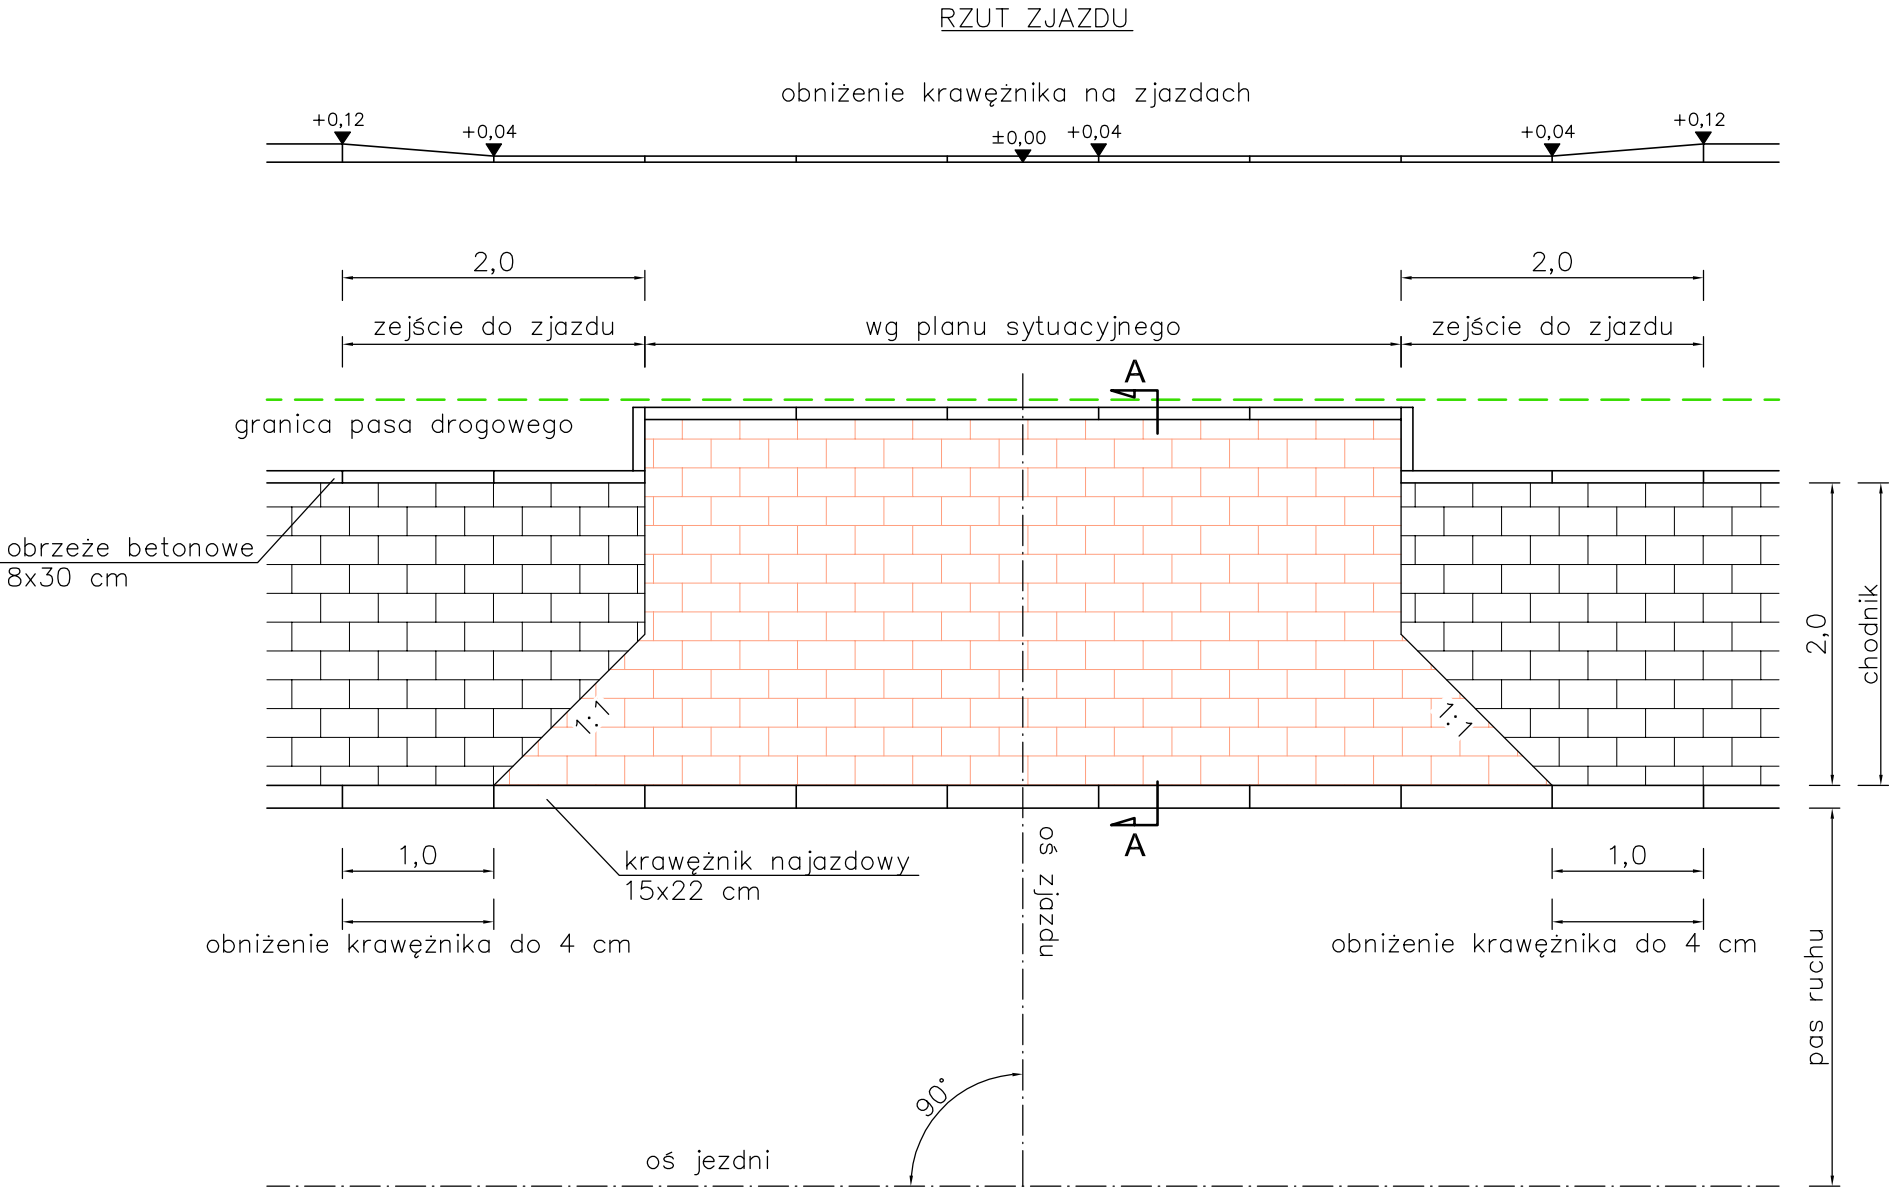 RZUT ZJAZDU
obniżenie krawężnika na zjazdach
+0,12
+0,04
±0,00
+0,04
+0,04
+0,12
2,0
2,0
zejście do zjazdu
wg planu sytuacyjnego
zejście do zjazdu
A
granica pasa drogowego
obrzeże betonowe
8x30 cm
2,0
chodnik
1:1
1:1
A
oś zjazdu
1,0
krawężnik najazdowy
15x22 cm
1,0
obniżenie krawężnika do 4 cm
obniżenie krawężnika do 4 cm
pas ruchu
90°
oś jezdni